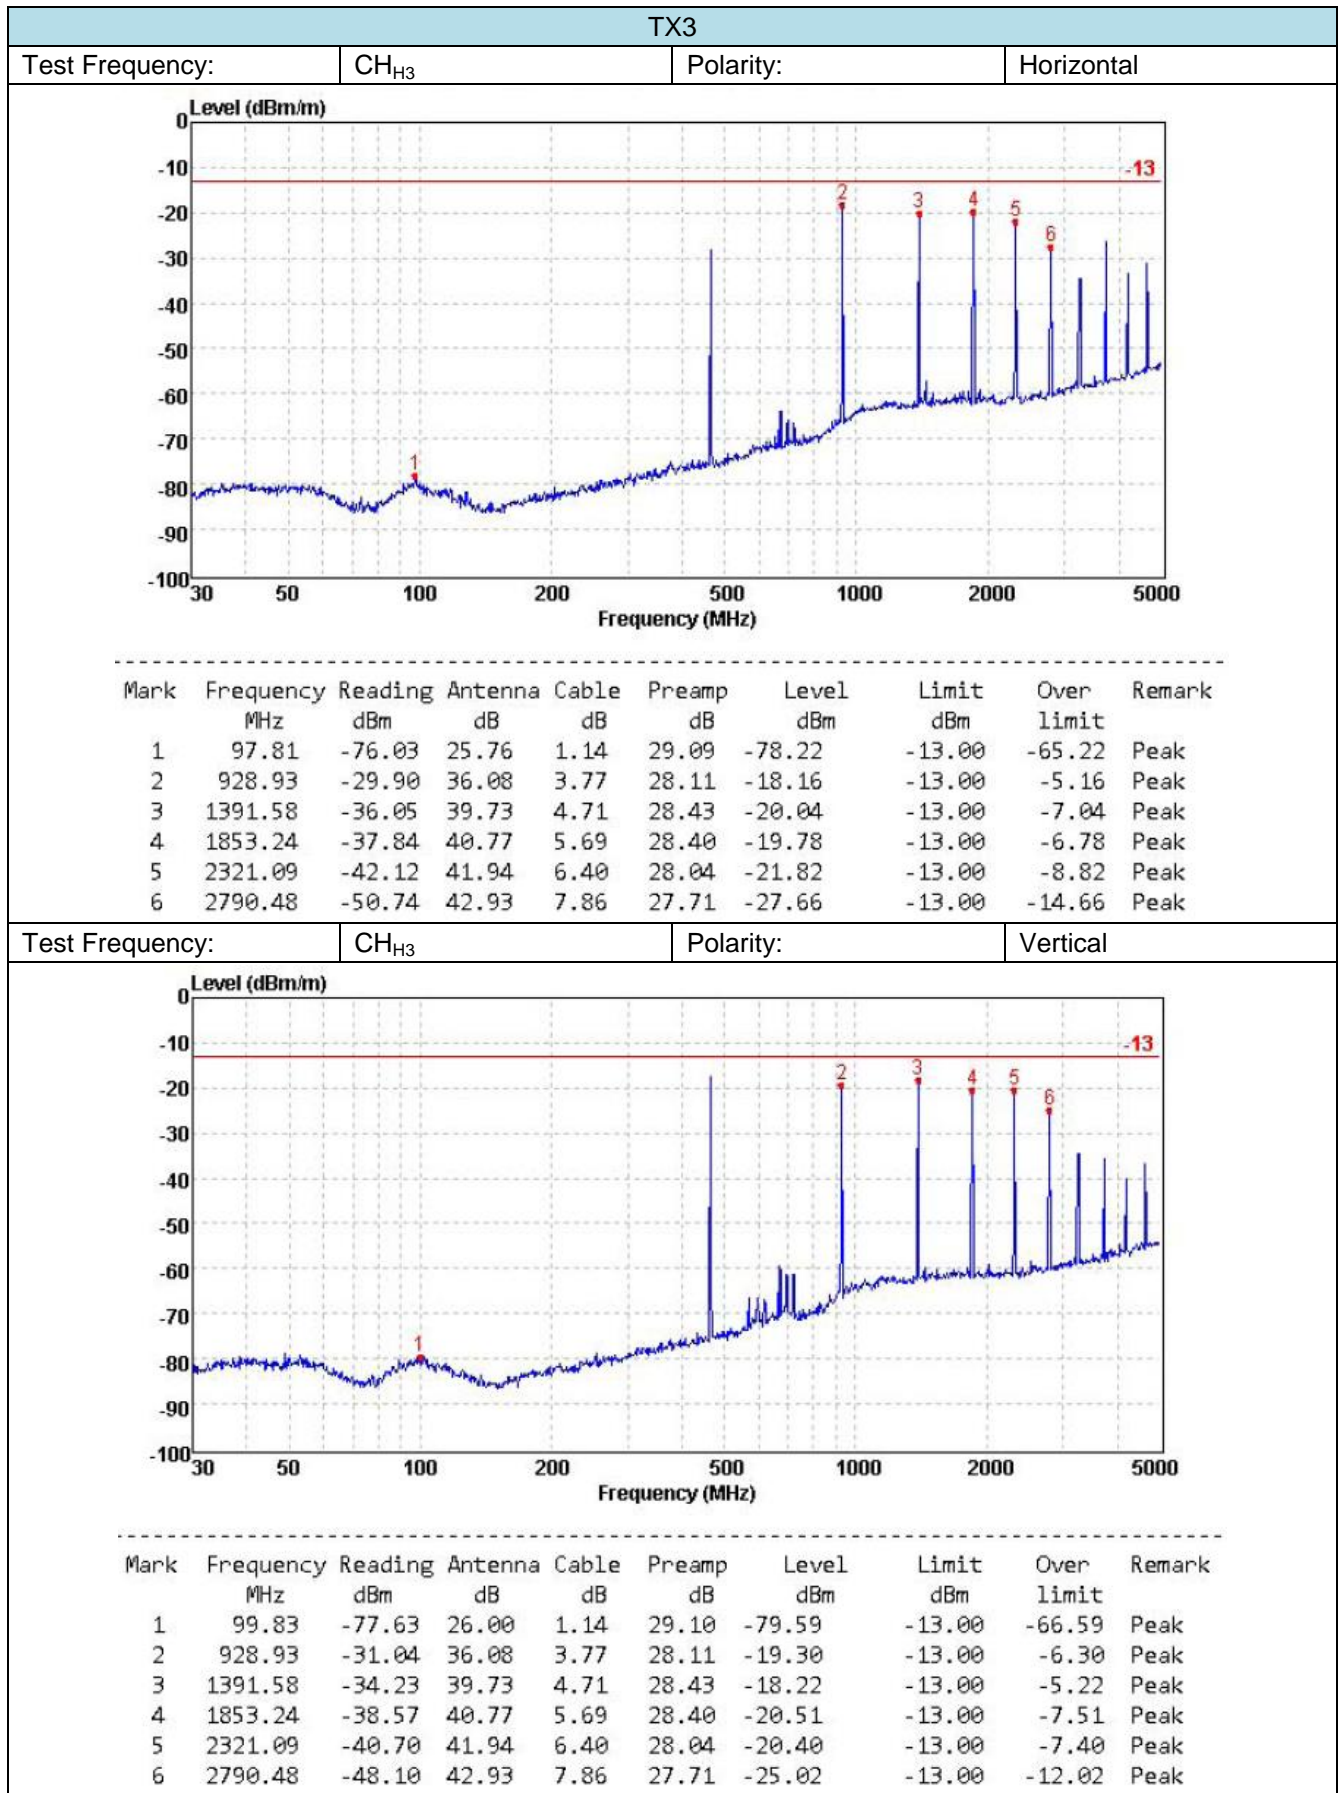 TX3
Test Frequency: CHH3 Polarity: Horizontal
Level (dBm/m)
0
-10
-13
-20
-30
-40
-50
-60
-70
-80
-90
-100
2
3
4
5
6
1
30 50 100 200 500 1000 2000 5000
Frequency (MHz)
Mark Frequency Reading Antenna Cable Preamp Level Limit Over Remark
MHz dBm dB dB dB dBm dBm limit
1 97.81 -76.03 25.76 1.14 29.09 -78.22 -13.00 -65.22 Peak
2 928.93 -29.90 36.08 3.77 28.11 -18.16 -13.00 -5.16 Peak
3 1391.58 -36.05 39.73 4.71 28.43 -20.04 -13.00 -7.04 Peak
4 1853.24 -37.84 40.77 5.69 28.40 -19.78 -13.00 -6.78 Peak
5 2321.09 -42.12 41.94 6.40 28.04 -21.82 -13.00 -8.82 Peak
6 2790.48 -50.74 42.93 7.86 27.71 -27.66 -13.00 -14.66 Peak
Test Frequency: CHH3 Polarity: Vertical
Level (dBm/m)
0
-10
-13
-20
-30
-40
-50
-60
-70
-80
-90
-100
2
3
4
5
6
1
30 50 100 200 500 1000 2000 5000
Frequency (MHz)
Mark Frequency Reading Antenna Cable Preamp Level Limit Over Remark
MHz dBm dB dB dB dBm dBm limit
1 99.83 -77.63 26.00 1.14 29.10 -79.59 -13.00 -66.59 Peak
2 928.93 -31.04 36.08 3.77 28.11 -19.30 -13.00 -6.30 Peak
3 1391.58 -34.23 39.73 4.71 28.43 -18.22 -13.00 -5.22 Peak
4 1853.24 -38.57 40.77 5.69 28.40 -20.51 -13.00 -7.51 Peak
5 2321.09 -40.70 41.94 6.40 28.04 -20.40 -13.00 -7.40 Peak
6 2790.48 -48.10 42.93 7.86 27.71 -25.02 -13.00 -12.02 Peak